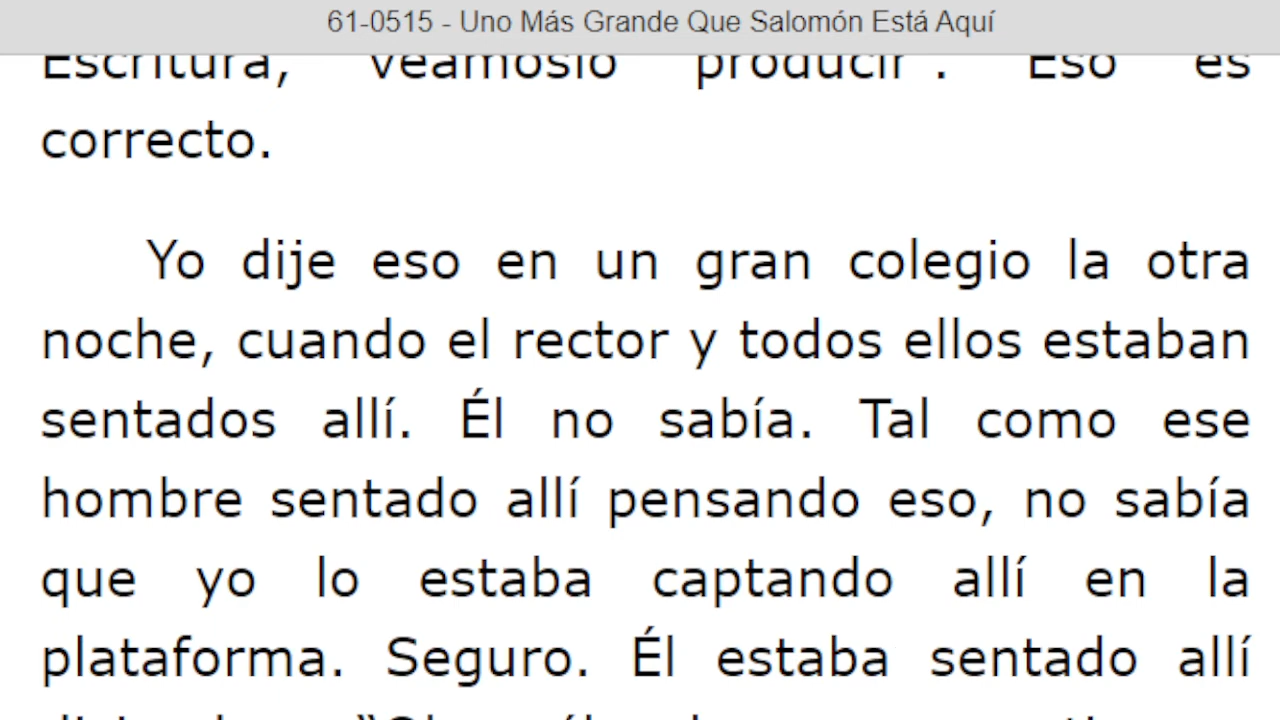 61-0515 - Uno Más Grande Que Salomón Está Aquí
Escritura, veámoslo producir”. Eso es
correcto.
Yo dije eso en un gran colegio la otra
noche, cuando el rector y todos ellos estaban
sentados allí. Él no sabía. Tal como ese
hombre sentado allí pensando eso, no sabía
que yo lo estaba captando allí en la
plataforma. Seguro. Él estaba sentado allí